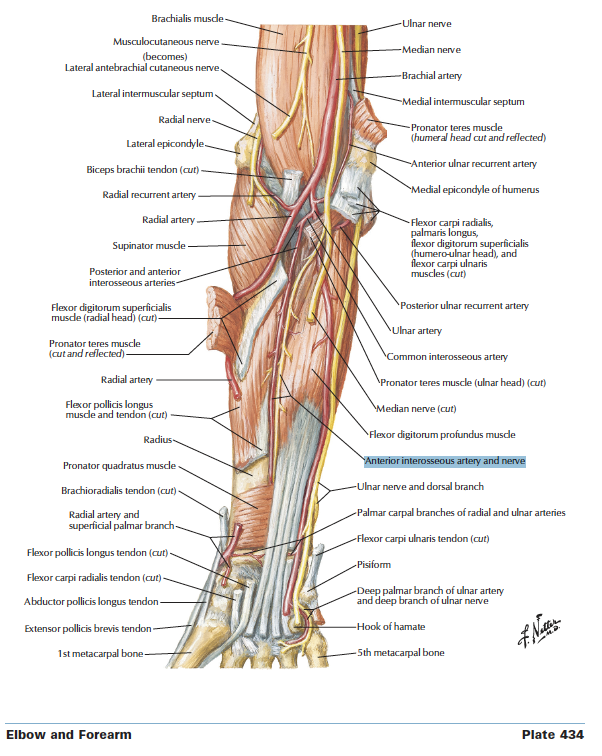 Brachialis muscle
Musculocutaneous nerve
(becomes)
Lateral antebrachial cutaneous nerve
Lateral intermuscular septum
Radial nerve
Lateral epicondyle
Biceps brachii tendon (cut)
Radial recurrent artery
Radial artery
Supinator muscle
Posterior and anterior
interosseous arteries
Flexor digitorum superficialis
muscle (radial head) (cut)
Pronator teres muscle
(cut and reflected)
Radial artery
Flexor pollicis longus
muscle and tendon (cut)
Radius
Pronator quadratus muscle
Brachioradialis tendon (cut)
Radial artery and
superficial palmar branch
Flexor pollicis longus tendon (cut)
Flexor carpi radialis tendon (cut)
Abductor pollicis longus tendon
Extensor pollicis brevis tendon
1st metacarpal bone
Ulnar nerve
Median nerve
Brachial artery
Medial intermuscular septum
Pronator teres muscle
(humeral head cut and reflected)
Anterior ulnar recurrent artery
Medial epicondyle of humerus
Flexor carpi radialis,
palmaris longus,
flexor digitorum superficialis
(humero-ulnar head), and
flexor carpi ulnaris
muscles (cut)
Posterior ulnar recurrent artery
Ulnar artery
Common interosseous artery
Pronator teres muscle (ulnar head) (cut)
Median nerve (cut)
Flexor digitorum profundus muscle
Anterior interosseous artery and nerve
Ulnar nerve and dorsal branch
Palmar carpal branches of radial and ulnar arteries
Flexor carpi ulnaris tendon (cut)
Pisiform
Deep palmar branch of ulnar artery
and deep branch of ulnar nerve
Hook of hamate
5th metacarpal bone
F. Netter
M.D.
Elbow and Forearm
Plate 434